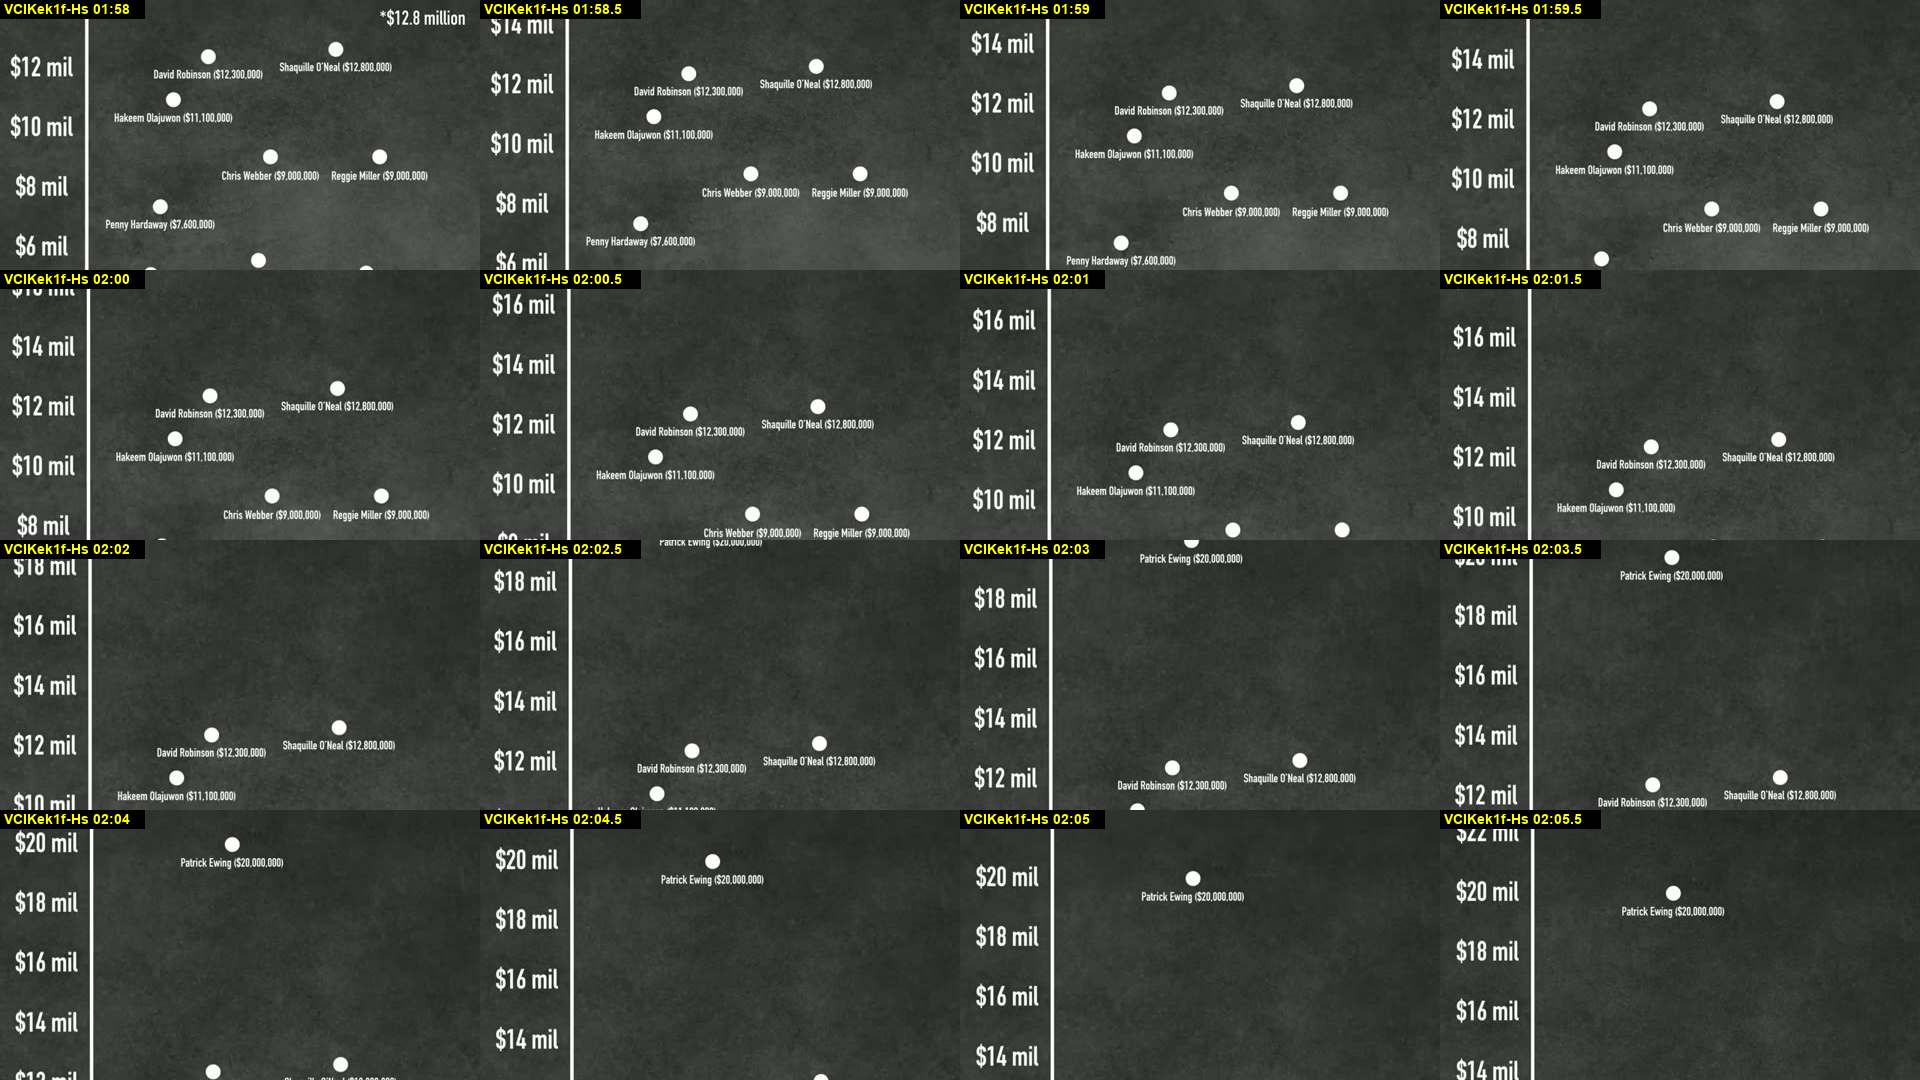 VCIKek1f-Hs 01:58
*$12.8 million
$12 mil
David Robinson ($12,300,000)
Shaquille O'Neal ($12,800,000)
Hakeem Olajuwon ($11,100,000)
$10 mil
Chris Webber ($9,000,000)
Reggie Miller ($9,000,000)
$8 mil
Penny Hardaway ($7,600,000)
$6 mil
VCIKek1f-Hs 01:58.5
$14 mil
$12 mil
David Robinson ($12,300,000)
Shaquille O'Neal ($12,800,000)
Hakeem Olajuwon ($11,100,000)
$10 mil
Chris Webber ($9,000,000)
Reggie Miller ($9,000,000)
$8 mil
Penny Hardaway ($7,600,000)
$6 mil
VCIKek1f-Hs 01:59
$14 mil
$12 mil
David Robinson ($12,300,000)
Shaquille O'Neal ($12,800,000)
Hakeem Olajuwon ($11,100,000)
$10 mil
Chris Webber ($9,000,000)
Reggie Miller ($9,000,000)
$8 mil
Penny Hardaway ($7,600,000)
VCIKek1f-Hs 01:59.5
$14 mil
$12 mil
David Robinson ($12,300,000)
Shaquille O'Neal ($12,800,000)
Hakeem Olajuwon ($11,100,000)
$10 mil
Chris Webber ($9,000,000)
Reggie Miller ($9,000,000)
$8 mil
VCIKek1f-Hs 02:00
$14 mil
$12 mil
David Robinson ($12,300,000)
Shaquille O'Neal ($12,800,000)
Hakeem Olajuwon ($11,100,000)
$10 mil
Chris Webber ($9,000,000)
Reggie Miller ($9,000,000)
$8 mil
VCIKek1f-Hs 02:00.5
$16 mil
$14 mil
$12 mil
David Robinson ($12,300,000)
Shaquille O'Neal ($12,800,000)
Hakeem Olajuwon ($11,100,000)
$10 mil
Chris Webber ($9,000,000)
Reggie Miller ($9,000,000)
VCIKek1f-Hs 02:01
$16 mil
$14 mil
$12 mil
David Robinson ($12,300,000)
Shaquille O'Neal ($12,800,000)
Hakeem Olajuwon ($11,100,000)
$10 mil
VCIKek1f-Hs 02:01.5
$16 mil
$14 mil
$12 mil
David Robinson ($12,300,000)
Shaquille O'Neal ($12,800,000)
Hakeem Olajuwon ($11,100,000)
$10 mil
VCIKek1f-Hs 02:02
$18 mil
$16 mil
$14 mil
$12 mil
David Robinson ($12,300,000)
Shaquille O'Neal ($12,800,000)
Hakeem Olajuwon ($11,100,000)
$10 mil
VCIKek1f-Hs 02:02.5
Patrick Ewing ($20,000,000)
$18 mil
$16 mil
$14 mil
$12 mil
David Robinson ($12,300,000)
Shaquille O'Neal ($12,800,000)
VCIKek1f-Hs 02:03
Patrick Ewing ($20,000,000)
$18 mil
$16 mil
$14 mil
$12 mil
David Robinson ($12,300,000)
Shaquille O'Neal ($12,800,000)
VCIKek1f-Hs 02:03.5
Patrick Ewing ($20,000,000)
$18 mil
$16 mil
$14 mil
$12 mil
David Robinson ($12,300,000)
Shaquille O'Neal ($12,800,000)
VCIKek1f-Hs 02:04
$20 mil
Patrick Ewing ($20,000,000)
$18 mil
$16 mil
$14 mil
VCIKek1f-Hs 02:04.5
$20 mil
Patrick Ewing ($20,000,000)
$18 mil
$16 mil
$14 mil
VCIKek1f-Hs 02:05
$20 mil
Patrick Ewing ($20,000,000)
$18 mil
$16 mil
$14 mil
VCIKek1f-Hs 02:05.5
$22 mil
$20 mil
Patrick Ewing ($20,000,000)
$18 mil
$16 mil
$14 mil